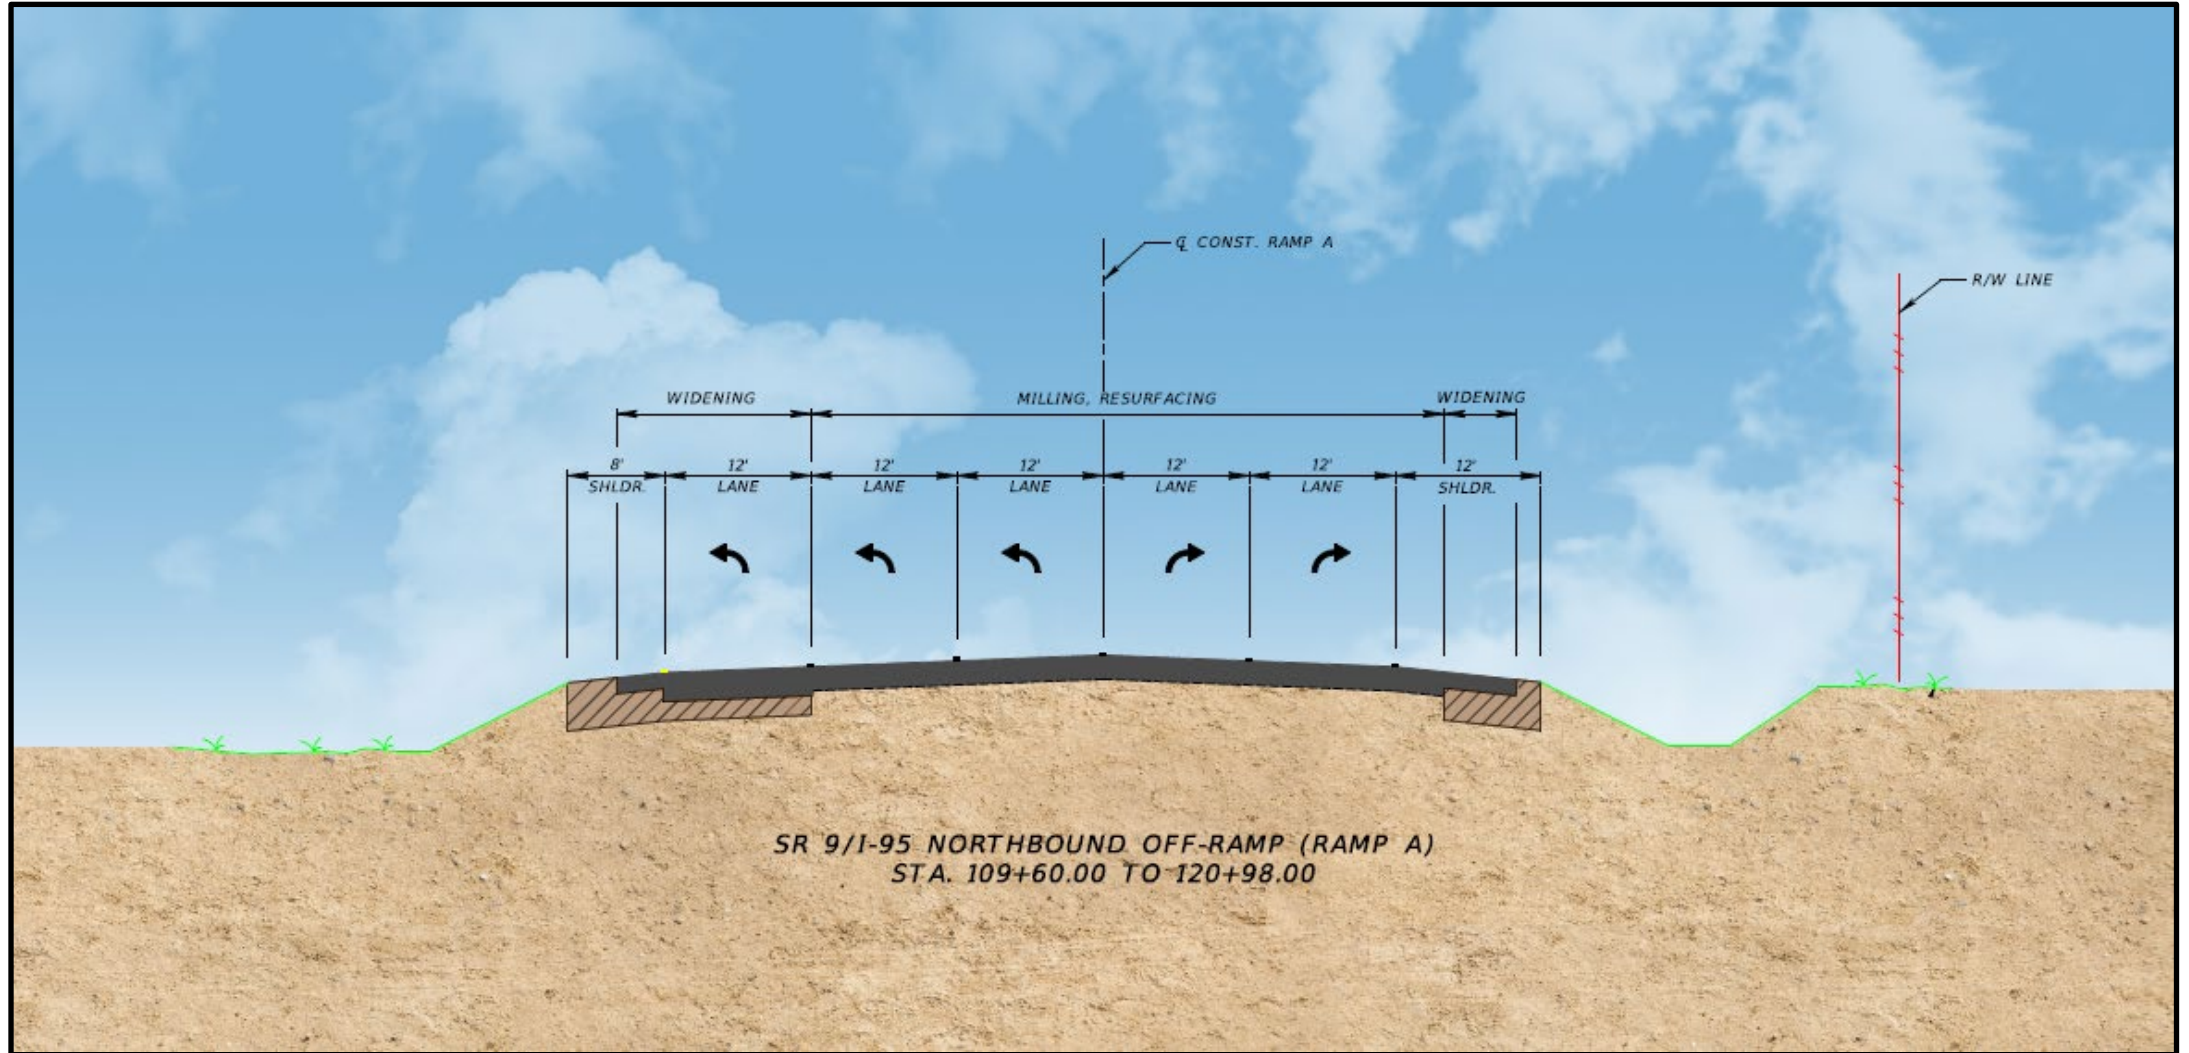 ℄ CONST. RAMP A
R/W LINE
WIDENING
MILLING, RESURFACING
WIDENING
8'
SHLDR.
12'
LANE
12'
LANE
12'
LANE
12'
LANE
12'
LANE
12'
SHLDR.
SR 9/I-95 NORTHBOUND OFF-RAMP (RAMP A)
STA. 109+60.00 TO 120+98.00